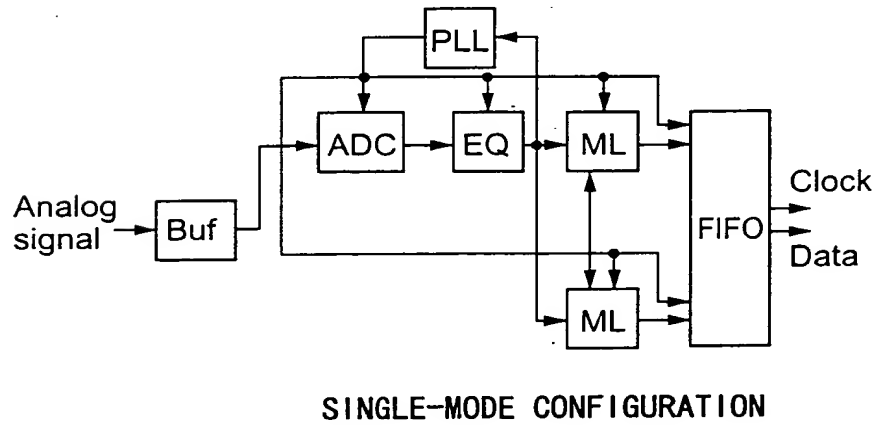 PLL
ADC
EQ
ML
Analog
signal
Buf
FIFO
Clock
Data
ML
SINGLE-MODE CONFIGURATION